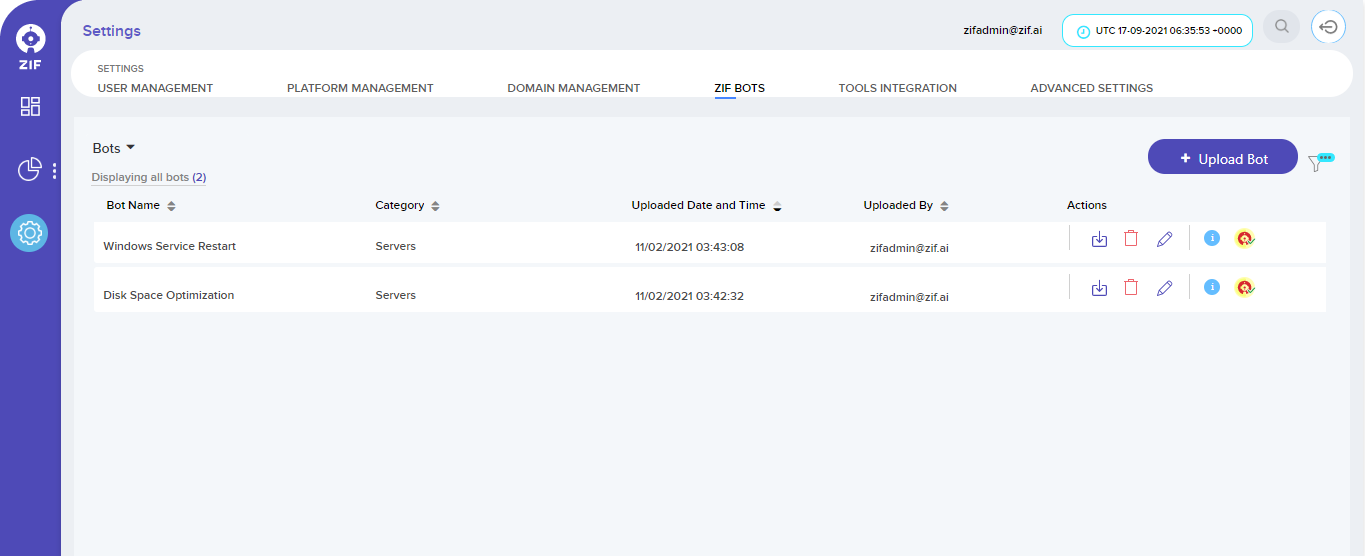 Settings
zifadmin@zif.ai
UTC 17-09-2021 06:35:53 +0000
ZIF
SETTINGS
USER MANAGEMENT PLATFORM MANAGEMENT DOMAIN MANAGEMENT ZIF BOTS TOOLS INTEGRATION ADVANCED SETTINGS
Bots
+ Upload Bot
Displaying all bots (2)
Bot Name Category Uploaded Date and Time Uploaded By Actions
Windows Service Restart Servers 11/02/2021 03:43:08 zifadmin@zif.ai
Disk Space Optimization Servers 11/02/2021 03:42:32 zifadmin@zif.ai